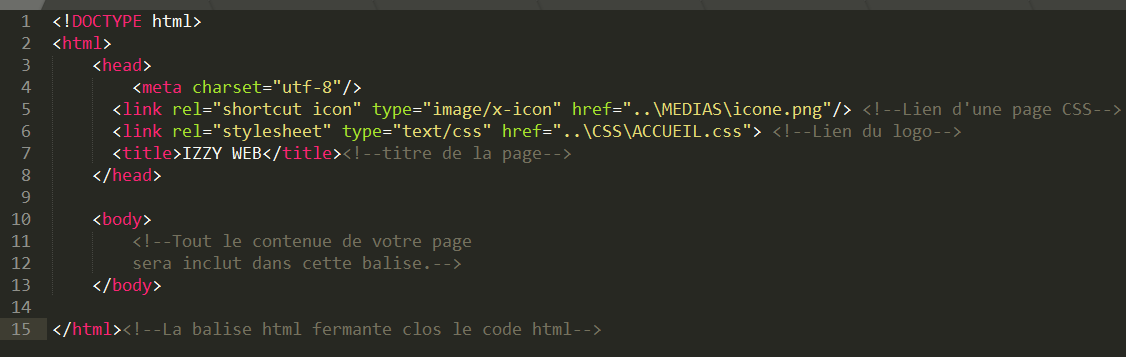 1 <!DOCTYPE html>
2 <html>
3 <head>
4 <meta charset="utf-8"/>
5 <link rel="shortcut icon" type="image/x-icon" href="..\MEDIAS\icone.png"/> <!--Lien d'une page CSS-->
6 <link rel="stylesheet" type="text/css" href="..\CSS\ACCUEIL.css"> <!--Lien du logo-->
7 <title>IZZY WEB</title><!--titre de la page-->
8 </head>
9
10 <body>
11 <!--Tout le contenue de votre page
12 sera inclut dans cette balise.-->
13 </body>
14
15 </html><!--La balise html fermante clos le code html-->